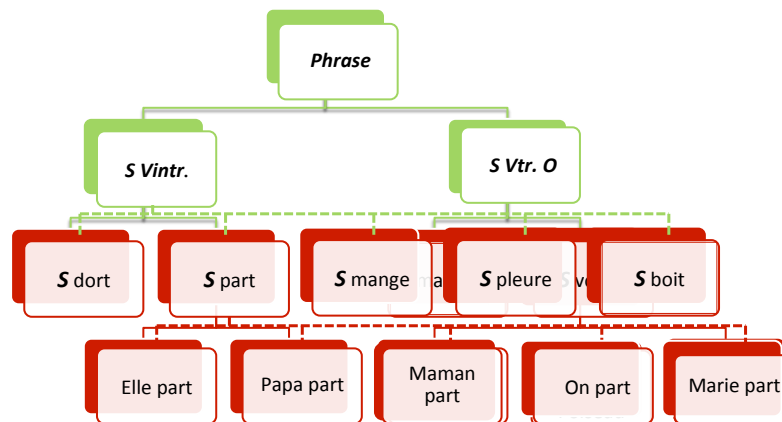 Phrase
S Vintr.
S Vtr. O
S dort
S part
S mange
S pleure
S boit
Elle part
Papa part
Maman
part
On part
Marie part